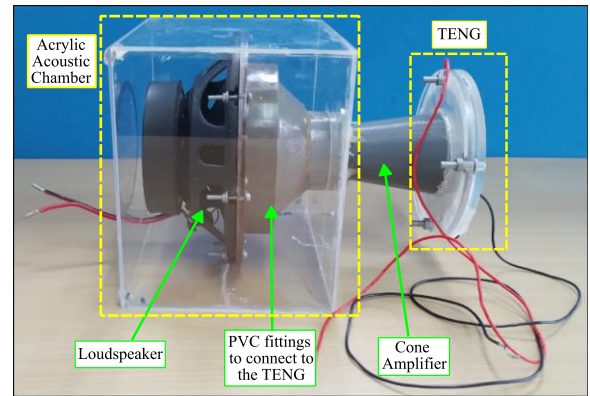 Acrylic
Acoustic
Chamber
TENG
Loudspeaker
PVC fittings
to connect to
the TENG
Cone
Amplifier